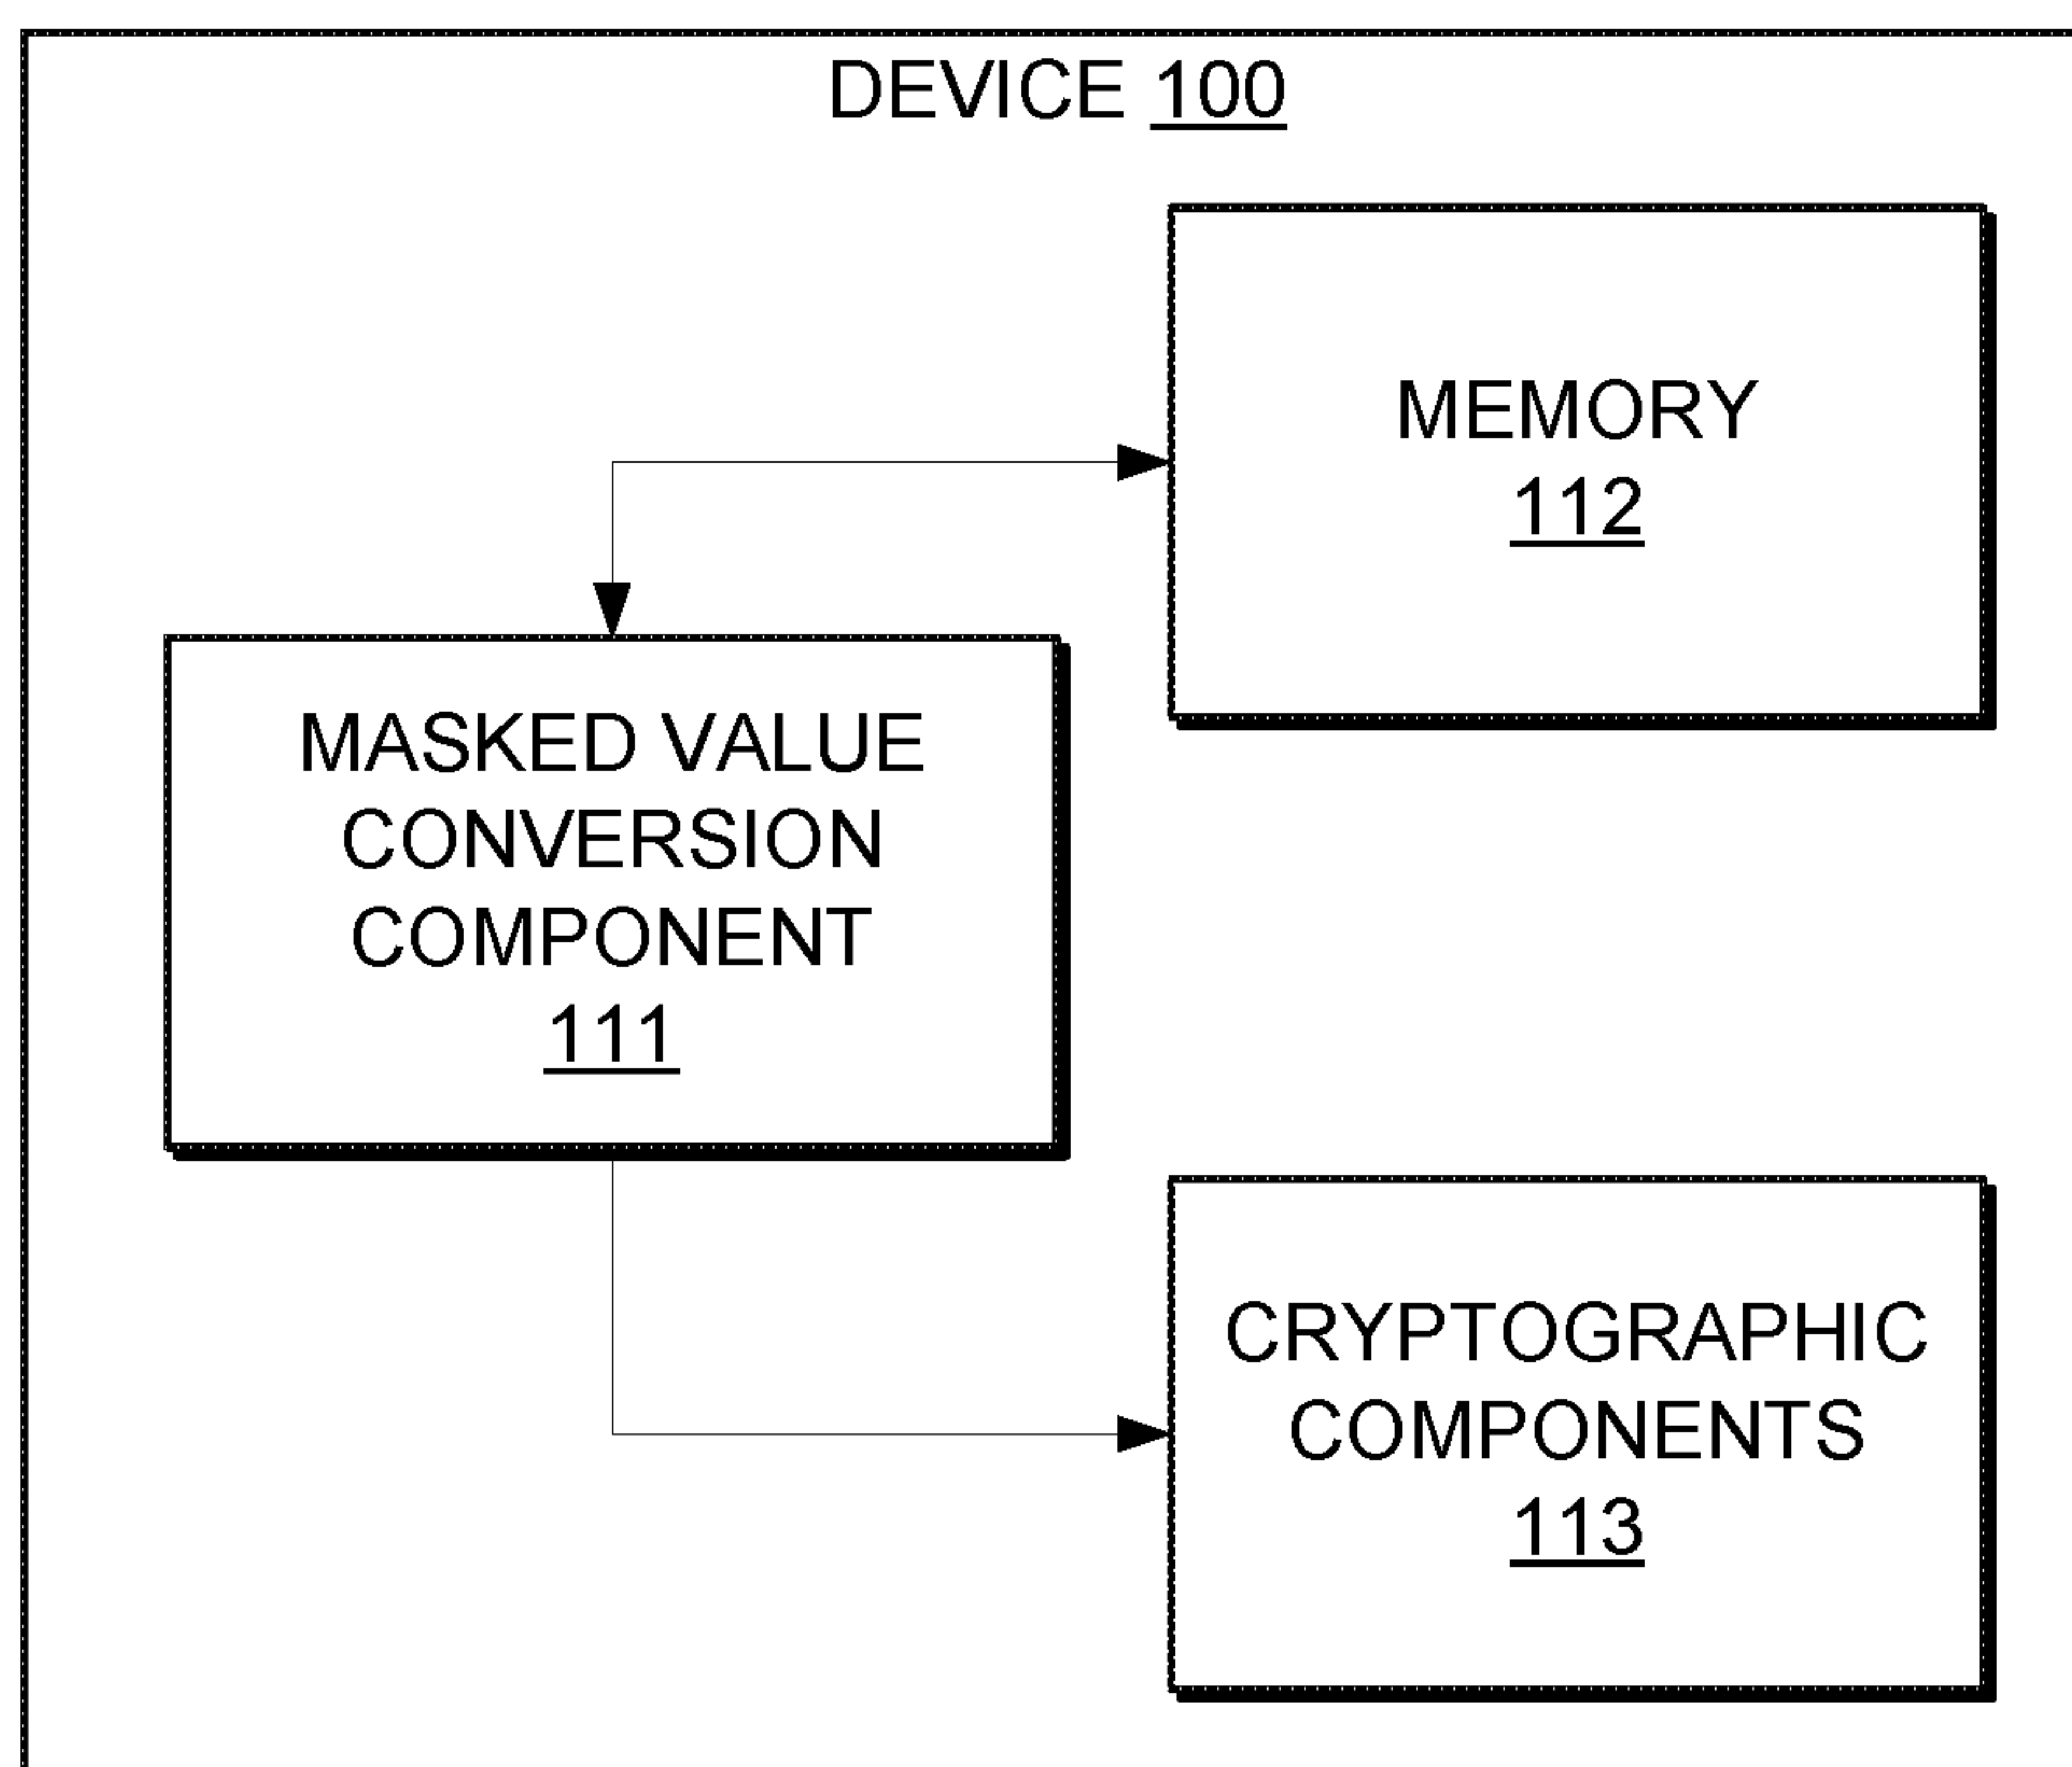 DEVICE 100
MEMORY
112
MASKED VALUE
CONVERSION
COMPONENT
111
CRYPTOGRAPHIC
COMPONENTS
113